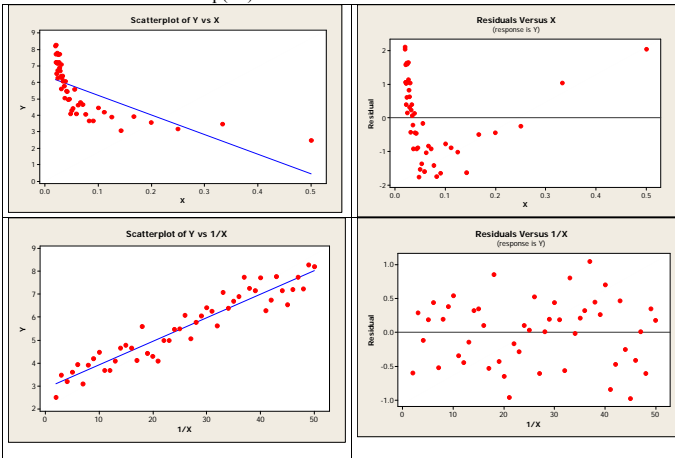 Scatterplot of Y vs X
9
8
7
6
5
4
3
2
1
0
Y
0.0 0.1 0.2 0.3 0.4 0.5
X
Residuals Versus X
(response is Y)
2
1
0
-1
-2
Residual
0.0 0.1 0.2 0.3 0.4 0.5
X
Scatterplot of Y vs 1/X
9
8
7
6
5
4
3
2
Y
0 10 20 30 40 50
1/X
Residuals Versus 1/X
(response is Y)
1.0
0.5
0.0
-0.5
-1.0
Residual
0 10 20 30 40 50
1/X